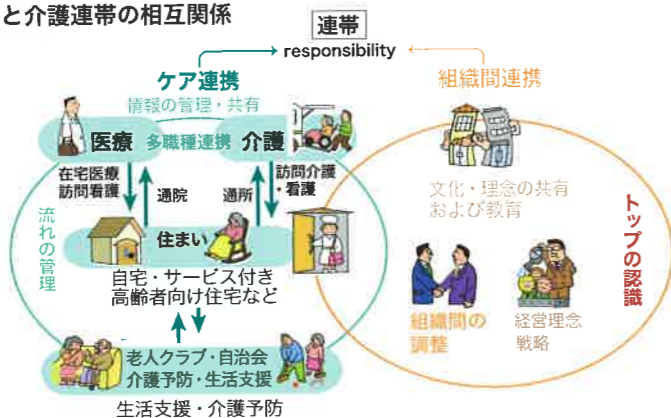 と介護連帯の相互関係
連帯
responsibility
ケア連携
情報の管理・共有
医療
多職種連携
介護
在宅医療
訪問看護
通院
通所
訪問介護
・看護
流れの管理
住まい
自宅・サービス付き
高齢者向け住宅など
老人クラブ・自治会
介護予防・生活支援
生活支援・介護予防
組織間連携
文化・理念の共有
および教育
組織間の
調整
経営理念
戦略
トップの認識